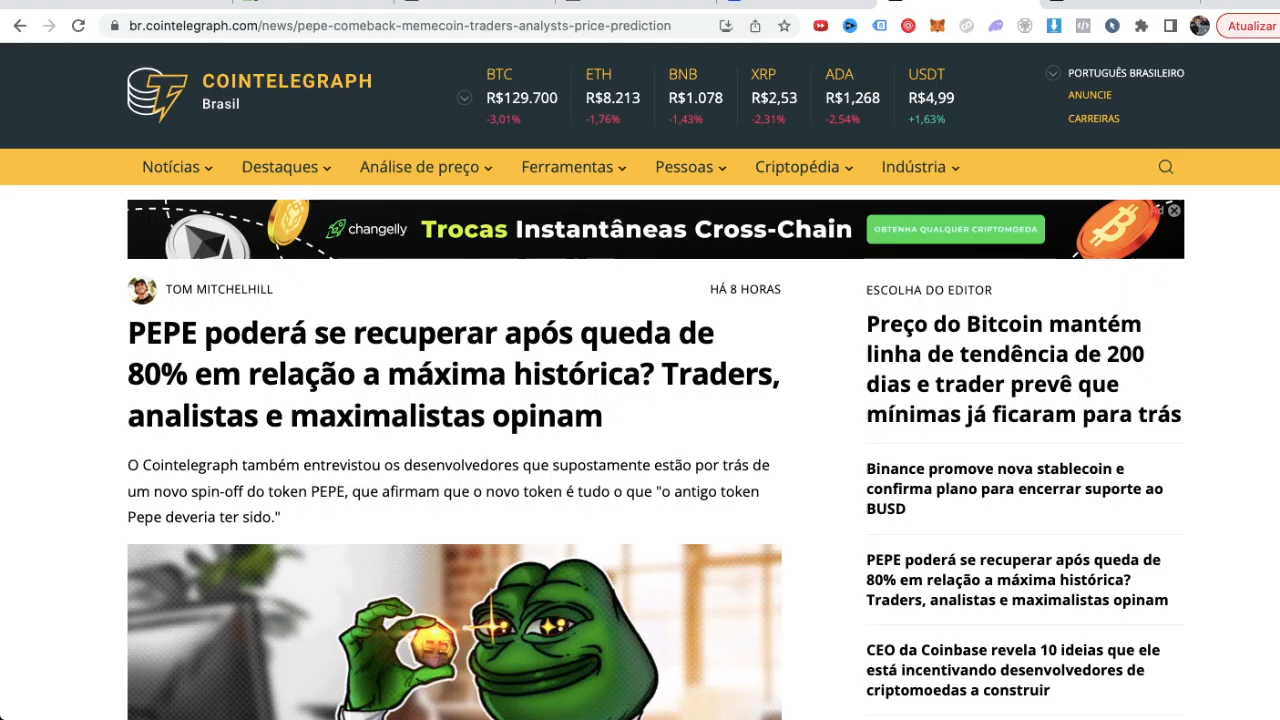 br.cointelegraph.com/news/pepe-comeback-memecoin-traders-analysts-price-prediction
Atualizar
COINTELEGRAPH
Brasil
BTC ETH BNB XRP ADA USDT
R$129.700 R$8.213 R$1.078 R$2,53 R$1,268 R$4,99
-3,01% -1,76% -1,43% -2,31% -2.54% +1,63%
PORTUGUÊS BRASILEIRO
ANUNCIE
CARREIRAS
Notícias Destaques Análise de preço Ferramentas Pessoas Criptopédia Indústria
changelly Trocas Instantâneas Cross-Chain OBTENHA QUALQUER CRIPTOMOEDA
TOM MITCHELHILL HÁ 8 HORAS
PEPE poderá se recuperar após queda de
80% em relação a máxima histórica? Traders,
analistas e maximalistas opinam
O Cointelegraph também entrevistou os desenvolvedores que supostamente estão por trás de
um novo spin-off do token PEPE, que afirmam que o novo token é tudo o que "o antigo token
Pepe deveria ter sido."
ESCOLHA DO EDITOR
Preço do Bitcoin mantém
linha de tendência de 200
dias e trader prevê que
mínimas já ficaram para trás
Binance promove nova stablecoin e
confirma plano para encerrar suporte ao
BUSD
PEPE poderá se recuperar após queda de
80% em relação a máxima histórica?
Traders, analistas e maximalistas opinam
CEO da Coinbase revela 10 ideias que ele
está incentivando desenvolvedores de
criptomoedas a construir